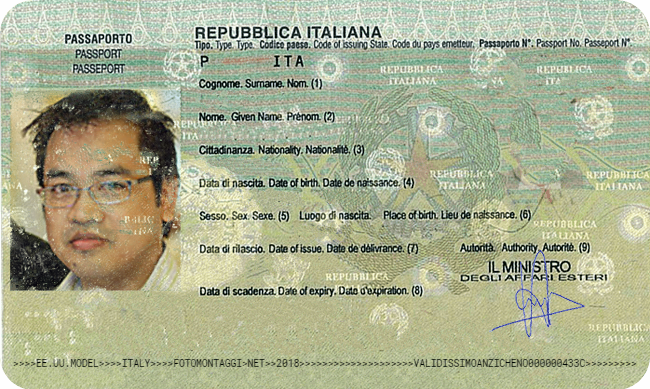 PASSAPORTO
PASSPORT
PASSEPORT
REPUBBLICA ITALIANA
Tipo. Type. Type. Codice paese. Code of issuing State. Code du pays emetteur. Passaporto N°. Passport No. Passeport N°.
P ITA
Cognome. Surname. Nom. (1)
Nome. Given Name. Prénom. (2)
Cittadinanza. Nationality. Nationalité. (3)
Data di nascita. Date of birth. Date de naissance. (4)
Sesso. Sex. Sexe. (5) Luogo di nascita. Place of birth. Lieu de naissance. (6)
Data di rilascio. Date of issue. Date de délivrance. (7) Autorità. Authority. Autorité. (9)
IL MINISTRO
DEGLI AFFARI ESTERI
Data di scadenza. Date of expiry. Date d'expiration. (8)
REPUBBLICA
ITALIANA
REPUBBLICA
ITALIANA
REPUBBLICA
ITALIANA
REPUBBLICA
ITALIANA
REPUBBLICA
ITALIANA
>>>>EE.UU.MODEL>>>>ITALY>>>>FOTOMONTAGGI>NET>>2018>>>>>>>>>>>>>>>>>>>>VALIDISSIMOANZICHENO000000433C>>>>>>>>>